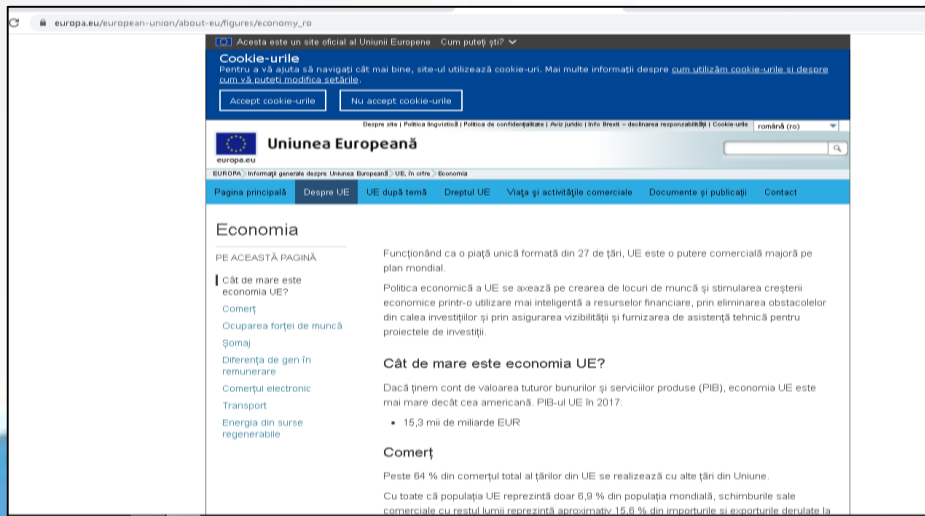 europa.eu/european-union/about-eu/figures/economy_ro
Acesta este un site oficial al Uniunii Europene Cum puteți ști?
Cookie-urile
Pentru a vă ajuta să navigați cât mai bine, site-ul utilizează cookie-uri. Mai multe informații despre cum utilizăm cookie-urile și despre
cum vă puteți modifica setările.
Accept cookie-urile Nu accept cookie-urile
Despre site | Politica lingvistică | Politica de confidențialitate | Aviz juridic | Info Brexit – declinarea responsabilității | Cookie-urile română (ro)
Uniunea Europeană
europa.eu
EUROPA > Informații generale despre Uniunea Europeană > UE, în cifre > Economia
Pagina principală Despre UE UE după temă Dreptul UE Viața și activitățile comerciale Documente și publicații Contact
Economia
PE ACEASTĂ PAGINĂ
Cât de mare este
economia UE?
Comerț
Ocuparea forței de muncă
Șomaj
Diferența de gen în
remunerare
Comerțul electronic
Transport
Energia din surse
regenerabile
Funcționând ca o piață unică formată din 27 de țări, UE este o putere comercială majoră pe
plan mondial.
Politica economică a UE se axează pe crearea de locuri de muncă și stimularea creșterii
economice printr-o utilizare mai inteligentă a resurselor financiare, prin eliminarea obstacolelor
din calea investițiilor și prin asigurarea vizibilității și furnizarea de asistență tehnică pentru
proiectele de investiții.
Cât de mare este economia UE?
Dacă ținem cont de valoarea tuturor bunurilor și serviciilor produse (PIB), economia UE este
mai mare decât cea americană. PIB-ul UE în 2017:
• 15,3 mii de miliarde EUR
Comerț
Peste 64 % din comerțul total al țărilor din UE se realizează cu alte țări din Uniune.
Cu toate că populația UE reprezintă doar 6,9 % din populația mondială, schimburile sale
comerciale cu restul lumii reprezintă aproximativ 15,6 % din importurile și exporturile derulate la